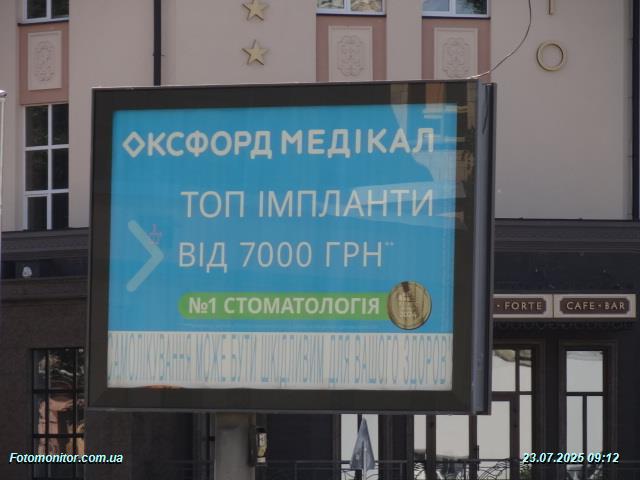 ОКСФОРД МЕДІКАЛ
ТОП ІМПЛАНТИ
ВІД 7000 ГРН**
№1 СТОМАТОЛОГІЯ
2024
САМОЛІКУВАННЯ МОЖЕ БУТИ ШКІДЛИВИМ ДЛЯ ВАШОГО ЗДОРОВ
FORTE
CAFE • BAR
Fotomonitor.com.ua
23.07.2025 09:12